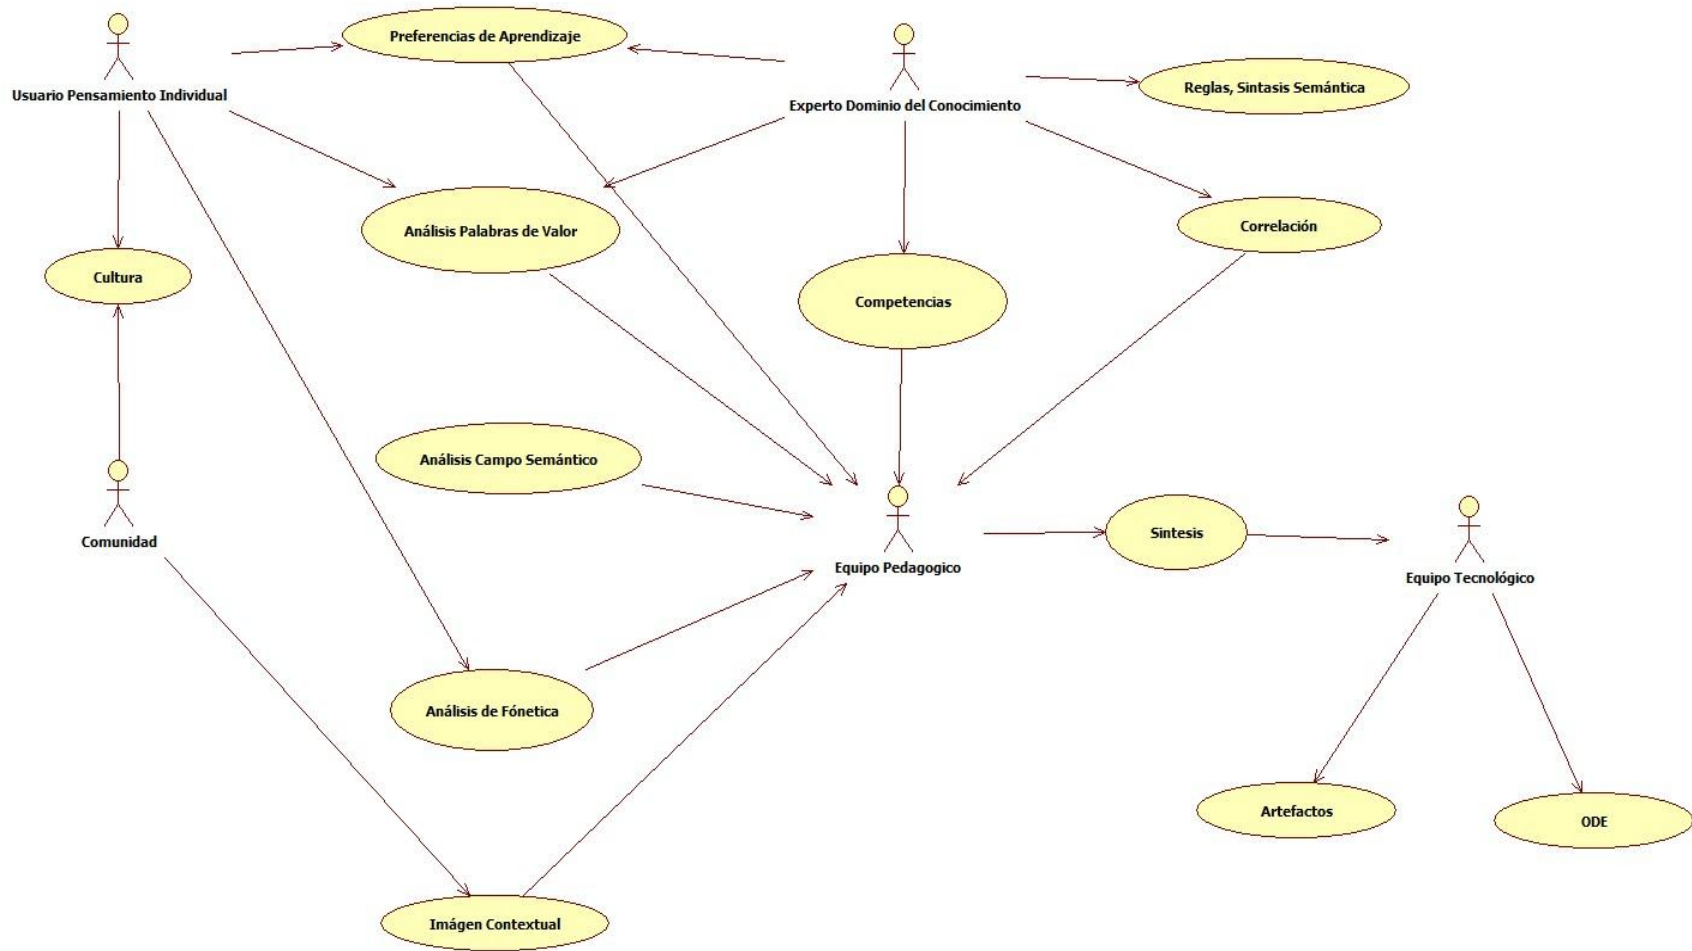 Preferencias de Aprendizaje
Usuario Pensamiento Individual
Experto Dominio del Conocimiento
Reglas, Sintasis Semántica
Análisis Palabras de Valor
Correlación
Cultura
Competencias
Análisis Campo Semántico
Comunidad
Equipo Pedagogico
Sintesis
Equipo Tecnológico
Análisis de Fónetica
Artefactos
ODE
Imágen Contextual